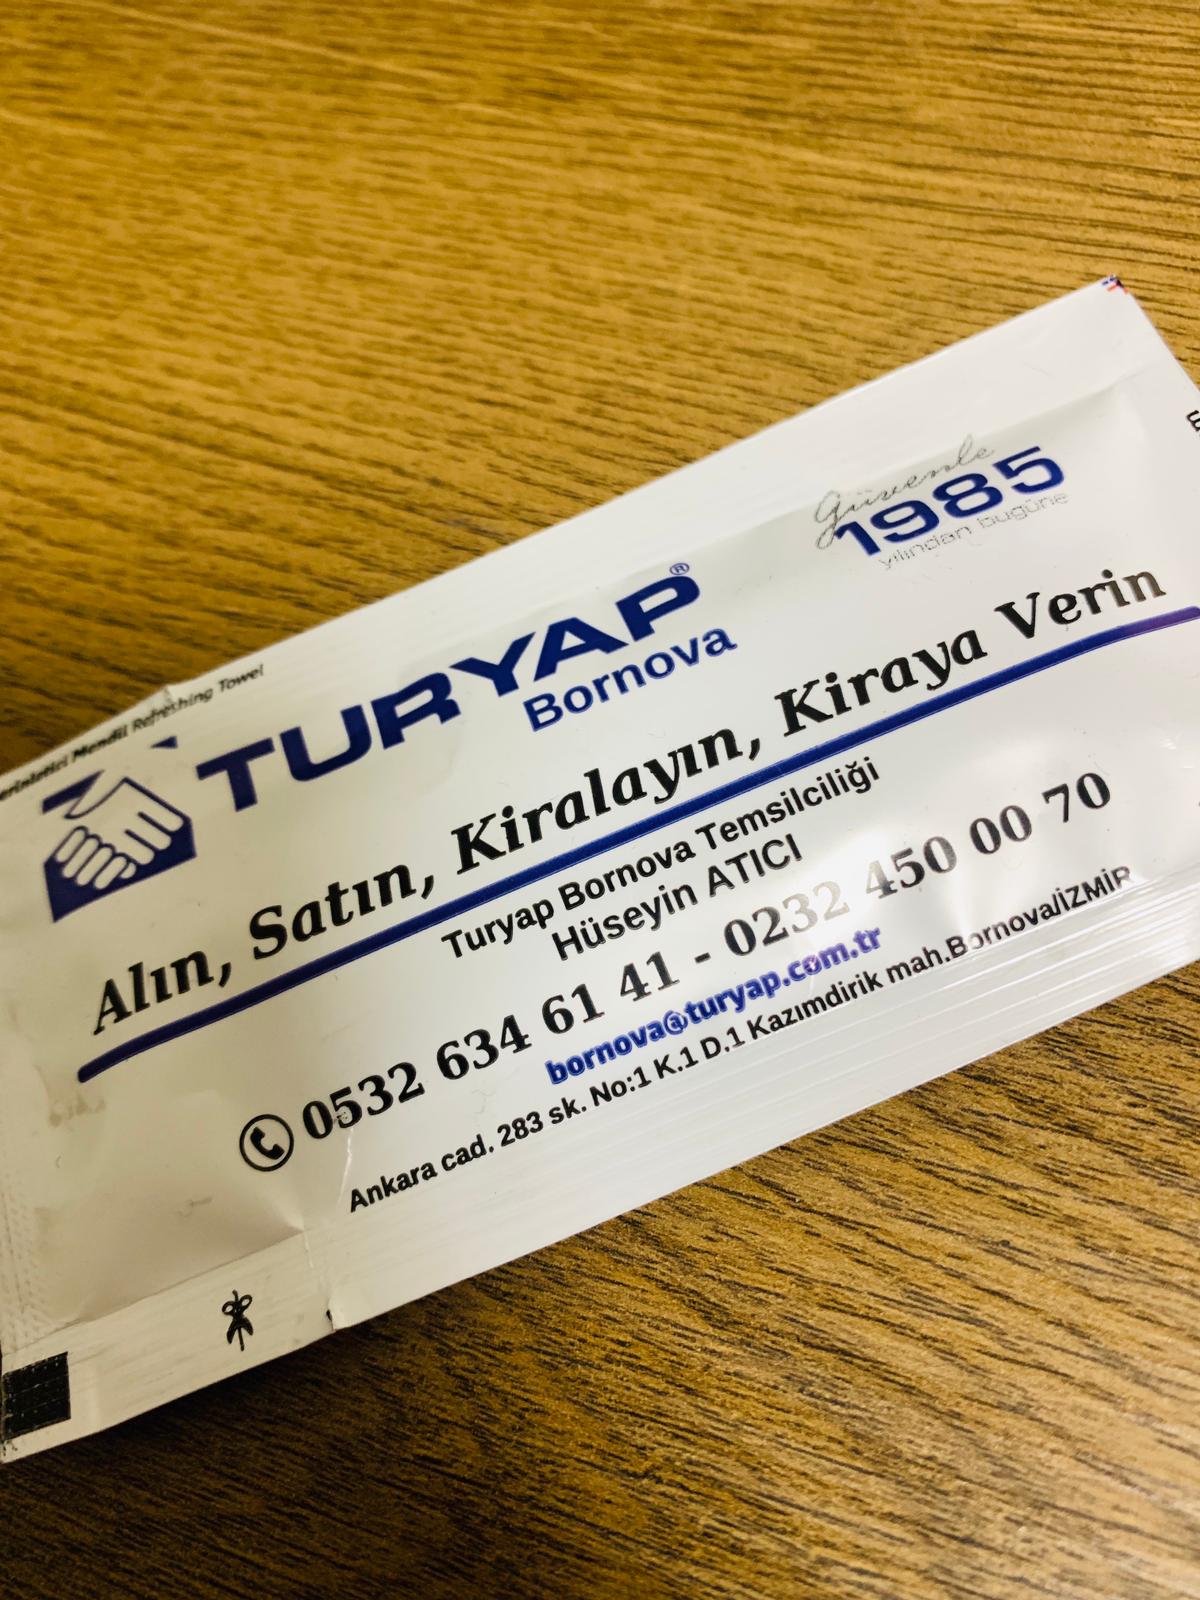 Mendil Refreshing Towel
Güvenle
1985
yılından bugüne
TURYAP®
Bornova
Alın, Satın, Kiralayın, Kiraya Verin
Turyap Bornova Temsilciliği
Hüseyin ATICI
0532 634 61 41 - 0232 450 00 70
bornova@turyap.com.tr
Ankara cad. 283 sk. No:1 K.1 D.1 Kazımdirik mah.Bornova/İZMİR